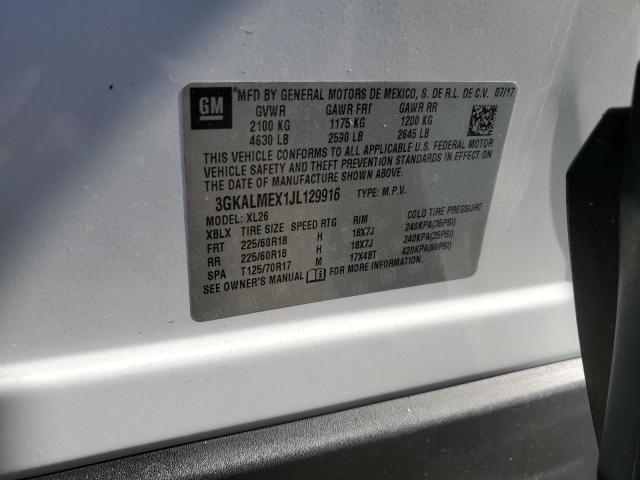 GM
MFD BY GENERAL MOTORS DE MEXICO, S. DE R.L. DE C.V. 07/17
GVWR GAWR FRT GAWR RR
2100 KG 1175 KG 1200 KG
4630 LB 2590 LB 2645 LB
THIS VEHICLE CONFORMS TO ALL APPLICABLE U.S. FEDERAL MOTOR
VEHICLE SAFETY AND THEFT PREVENTION STANDARDS IN EFFECT ON
THE DATE OF MANUFACTURE SHOWN ABOVE.
3GKALMEX1JL129916 TYPE: M.P.V.
MODEL: XL26
XBLX TIRE SIZE SPEED RTG RIM COLD TIRE PRESSURE
FRT 225/60R18 H 18X7J 240KPA(35PSI)
RR 225/60R18 H 18X7J 240KPA(35PSI)
SPA T125/70R17 M 17X4BT 420KPA(60PSI)
SEE OWNER'S MANUAL FOR MORE INFORMATION.